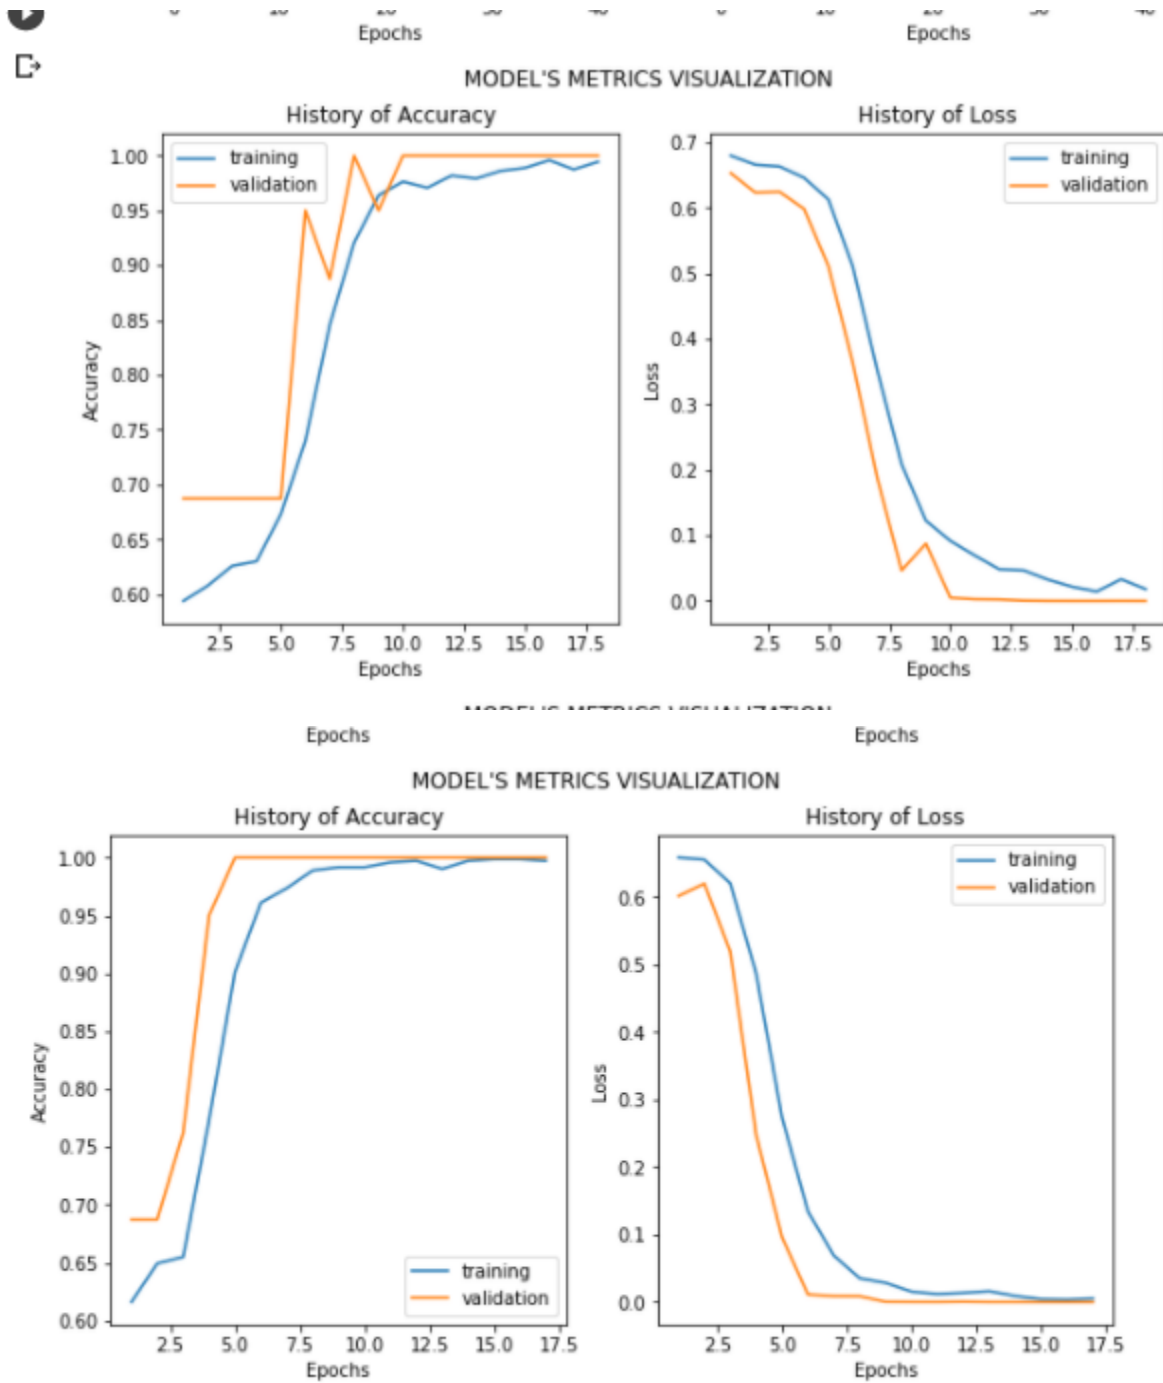 Epochs Epochs
MODEL'S METRICS VISUALIZATION
History of Accuracy
1.00
0.95
0.90
0.85
0.80
0.75
0.70
0.65
0.60
Accuracy
training
validation
2.5 5.0 7.5 10.0 12.5 15.0 17.5
Epochs
History of Loss
0.7
0.6
0.5
0.4
0.3
0.2
0.1
0.0
Loss
training
validation
2.5 5.0 7.5 10.0 12.5 15.0 17.5
Epochs
MODEL'S METRICS VISUALIZATION
Epochs Epochs
MODEL'S METRICS VISUALIZATION
History of Accuracy
1.00
0.95
0.90
0.85
0.80
0.75
0.70
0.65
0.60
Accuracy
training
validation
2.5 5.0 7.5 10.0 12.5 15.0 17.5
Epochs
History of Loss
0.6
0.5
0.4
0.3
0.2
0.1
0.0
Loss
training
validation
2.5 5.0 7.5 10.0 12.5 15.0 17.5
Epochs